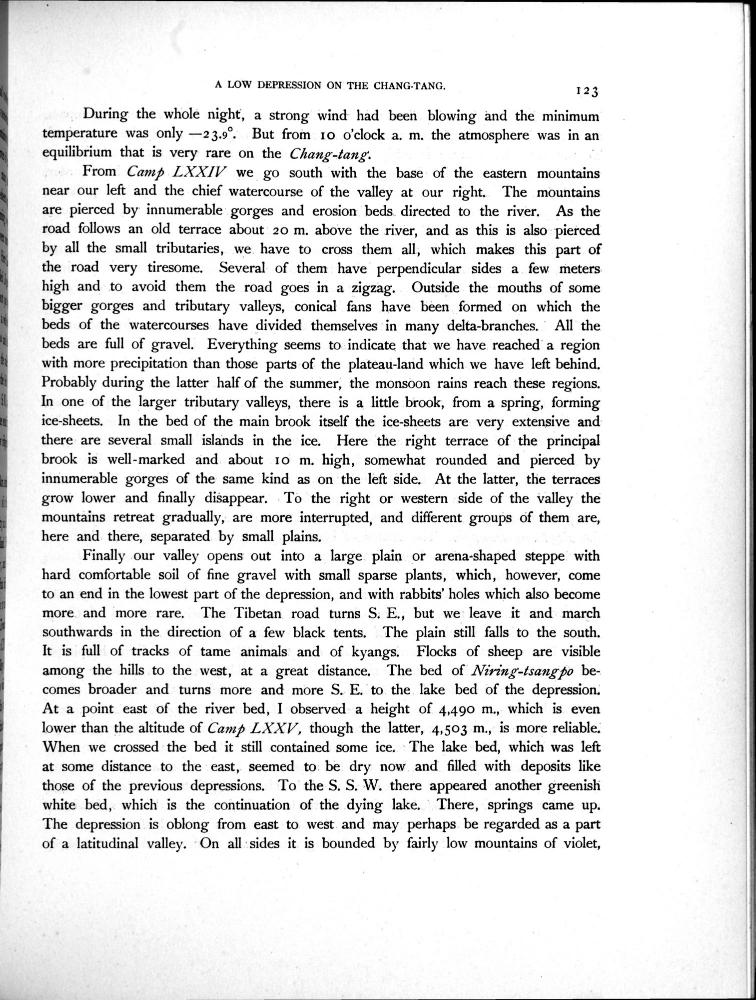 A LOW DEPRESSION ON THE CHANG-TANG.
123
During the whole night, a strong wind had been blowing and the minimum
temperature was only —23.9°. But from 10 o'clock a. m. the atmosphere was in an
equilibrium that is very rare on the Chang-tang.
From Camp LXXIV we go south with the base of the eastern mountains
near our left and the chief watercourse of the valley at our right. The mountains
are pierced by innumerable gorges and erosion beds directed to the river. As the
road follows an old terrace about 20 m. above the river, and as this is also pierced
by all the small tributaries, we have to cross them all, which makes this part of
the road very tiresome. Several of them have perpendicular sides a few meters
high and to avoid them the road goes in a zigzag. Outside the mouths of some
bigger gorges and tributary valleys, conical fans have been formed on which the
beds of the watercourses have divided themselves in many delta-branches. All the
beds are full of gravel. Everything seems to indicate that we have reached a region
with more precipitation than those parts of the plateau-land which we have left behind.
Probably during the latter half of the summer, the monsoon rains reach these regions.
In one of the larger tributary valleys, there is a little brook, from a spring, forming
ice-sheets. In the bed of the main brook itself the ice-sheets are very extensive and
there are several small islands in the ice. Here the right terrace of the principal
brook is well-marked and about 10 m. high, somewhat rounded and pierced by
innumerable gorges of the same kind as on the left side. At the latter, the terraces
grow lower and finally disappear. To the right or western side of the valley the
mountains retreat gradually, are more interrupted, and different groups of them are,
here and there, separated by small plains.
Finally our valley opens out into a large plain or arena-shaped steppe with
hard comfortable soil of fine gravel with small sparse plants, which, however, come
to an end in the lowest part of the depression, and with rabbits' holes which also become
more and more rare. The Tibetan road turns S. E., but we leave it and march
southwards in the direction of a few black tents. The plain still falls to the south.
It is full of tracks of tame animals and of kyangs. Flocks of sheep are visible
among the hills to the west, at a great distance. The bed of Niring-tsangpo be-
comes broader and turns more and more S. E. to the lake bed of the depression.
At a point east of the river bed, I observed a height of 4,490 m., which is even
lower than the altitude of Camp LXXV, though the latter, 4,503 m., is more reliable.
When we crossed the bed it still contained some ice. The lake bed, which was left
at some distance to the east, seemed to be dry now and filled with deposits like
those of the previous depressions. To the S. S. W. there appeared another greenish
white bed, which is the continuation of the dying lake. There, springs came up.
The depression is oblong from east to west and may perhaps be regarded as a part
of a latitudinal valley. On all sides it is bounded by fairly low mountains of violet,